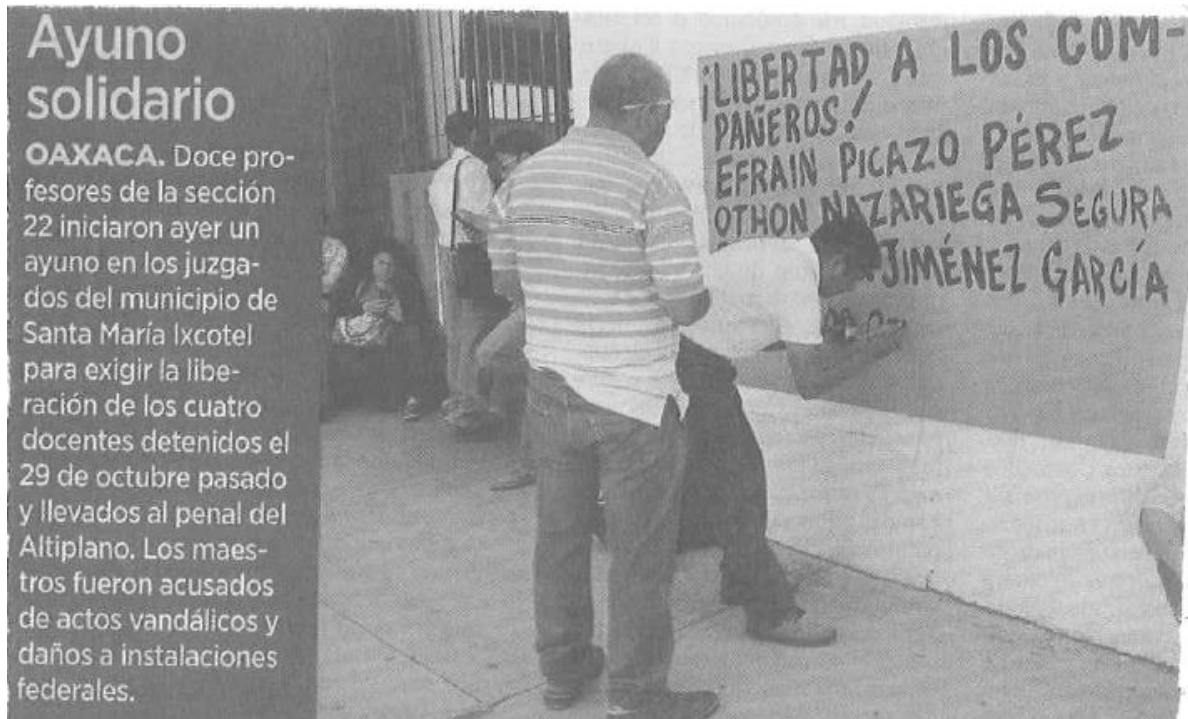 Ayuno
solidario
OAXACA. Doce pro-
fesores de la sección
22 iniciaron ayer un
ayuno en los juzga-
dos del municipio de
Santa María Ixcotel
para exigir la libe-
ración de los cuatro
docentes detenidos el
29 de octubre pasado
y llevados al penal del
Altiplano. Los maes-
tros fueron acusados
de actos vandálicos y
daños a instalaciones
federales.
¡LIBERTAD A LOS COM-
PAÑEROS!
EFRAIN PICAZO PÉREZ
OTHON NAZARIEGA SEGURA
JIMÉNEZ GARCÍA